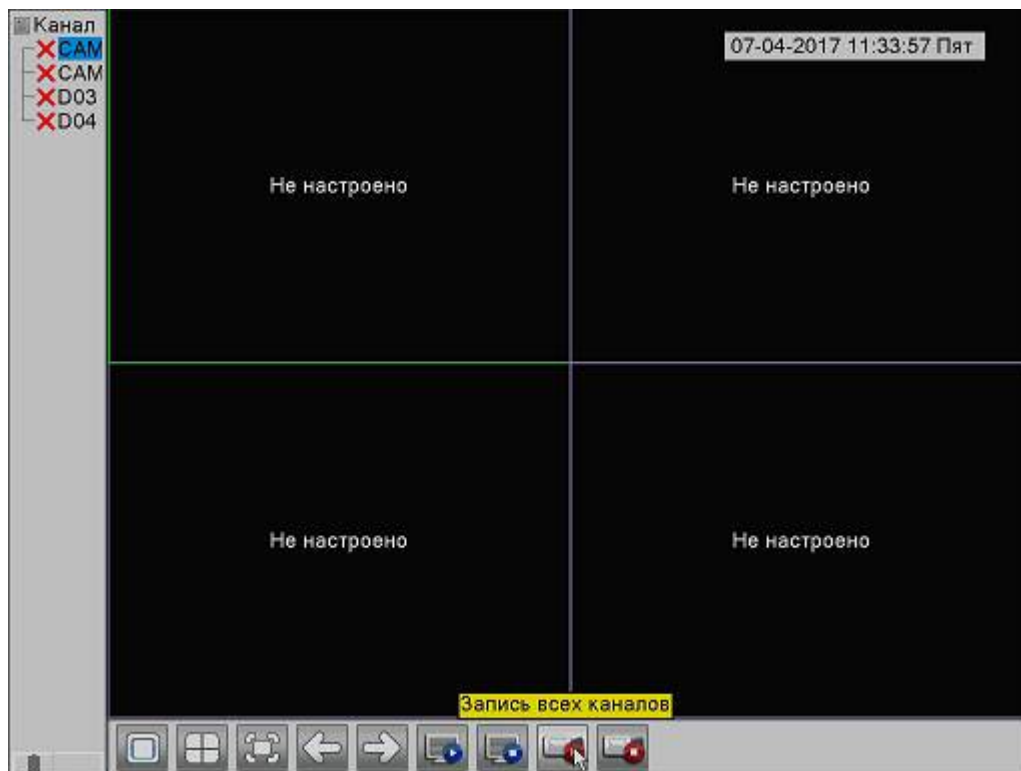 Канал
CAM
CAM
D03
D04
07-04-2017 11:33:57 Пят
Не настроено
Не настроено
Не настроено
Не настроено
Запись всех каналов